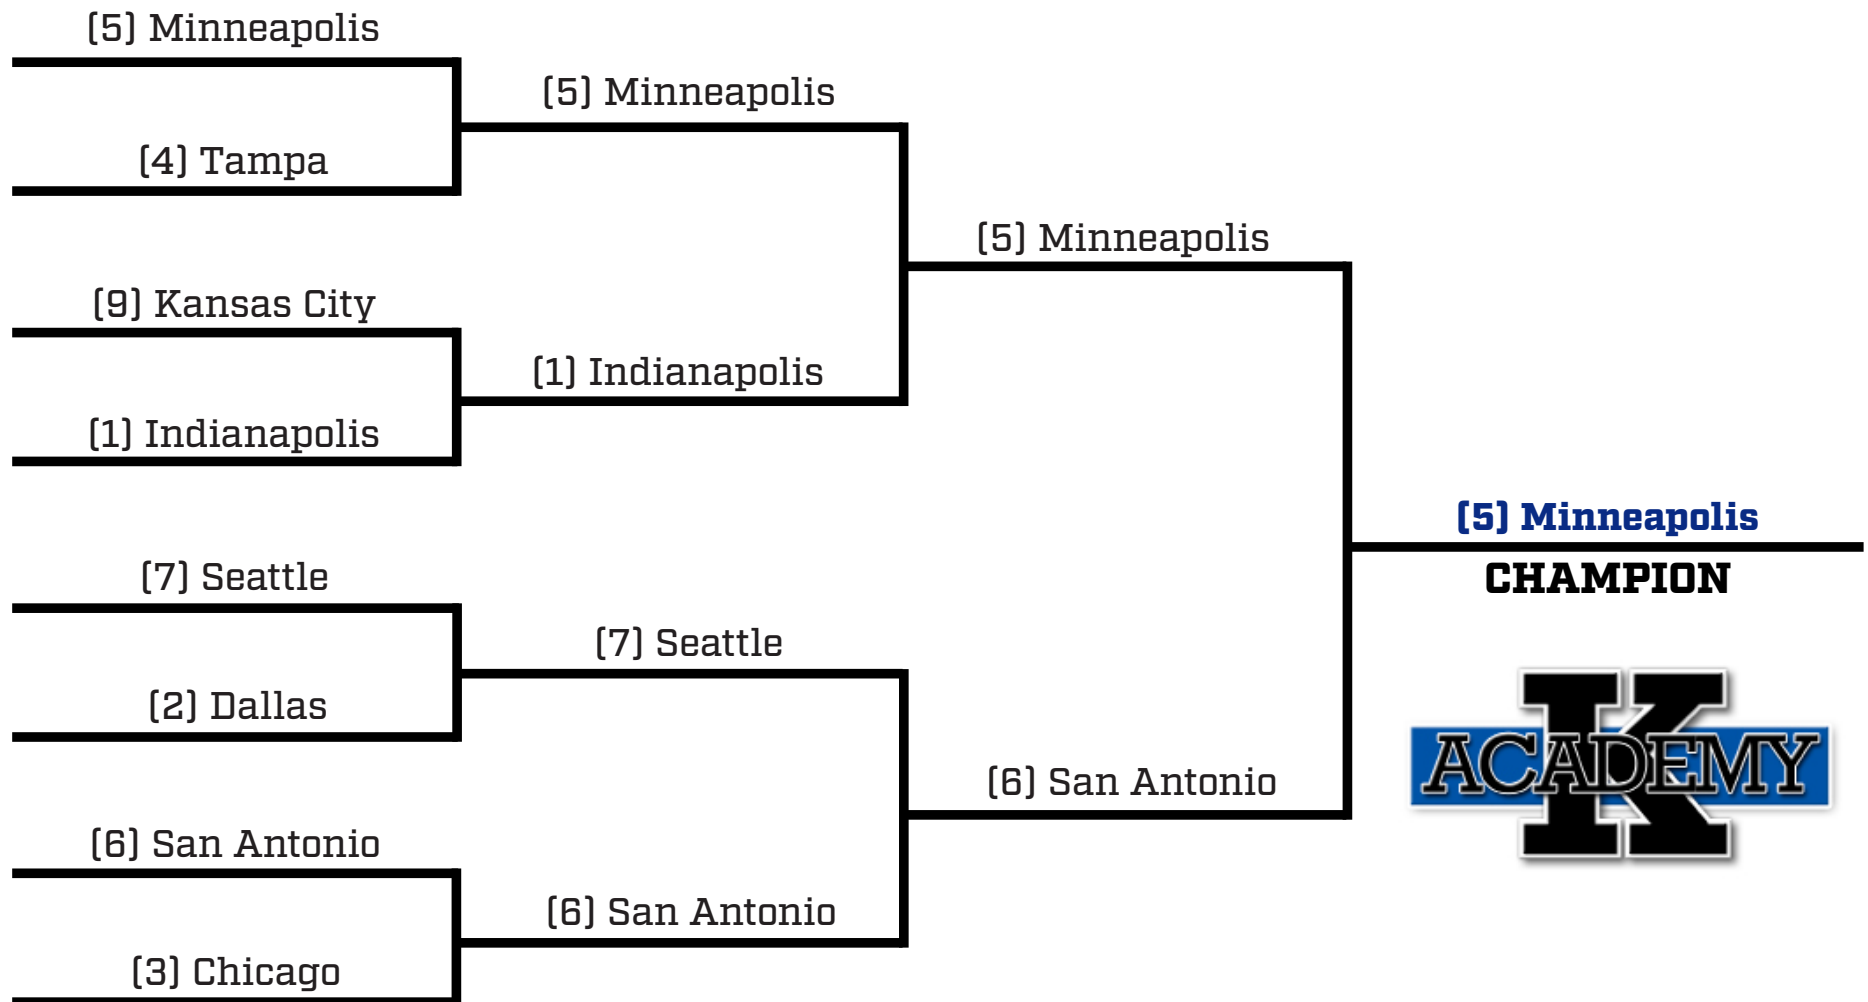 (5) Minneapolis
(4) Tampa
(9) Kansas City
(1) Indianapolis
(7) Seattle
(2) Dallas
(6) San Antonio
(3) Chicago
(5) Minneapolis
(1) Indianapolis
(7) Seattle
(6) San Antonio
(5) Minneapolis
(6) San Antonio
(5) Minneapolis
CHAMPION
K
ACADEMY